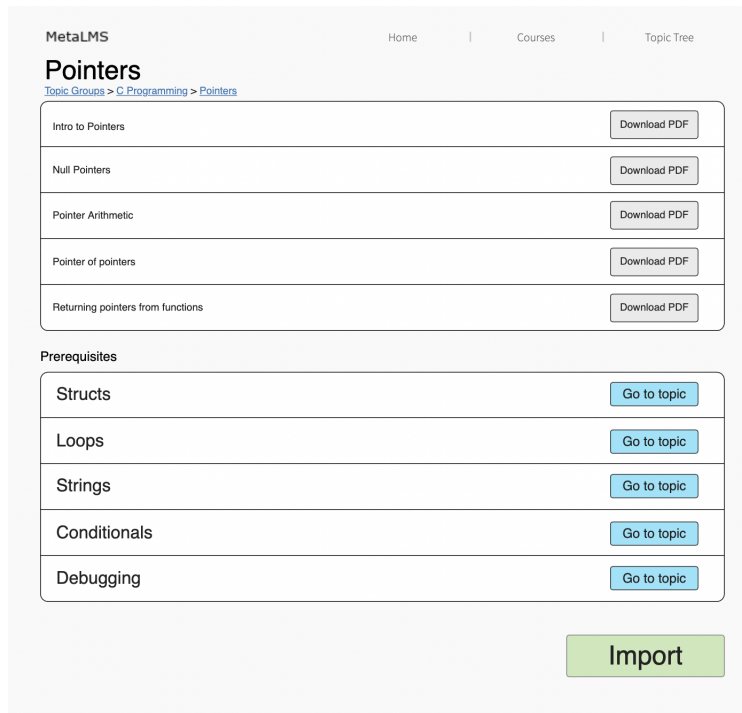 MetaLMS
Home | Courses | Topic Tree
Pointers
Topic Groups > C Programming > Pointers
Intro to Pointers Download PDF
Null Pointers Download PDF
Pointer Arithmetic Download PDF
Pointer of pointers Download PDF
Returning pointers from functions Download PDF
Prerequisites
Structs Go to topic
Loops Go to topic
Strings Go to topic
Conditionals Go to topic
Debugging Go to topic
Import